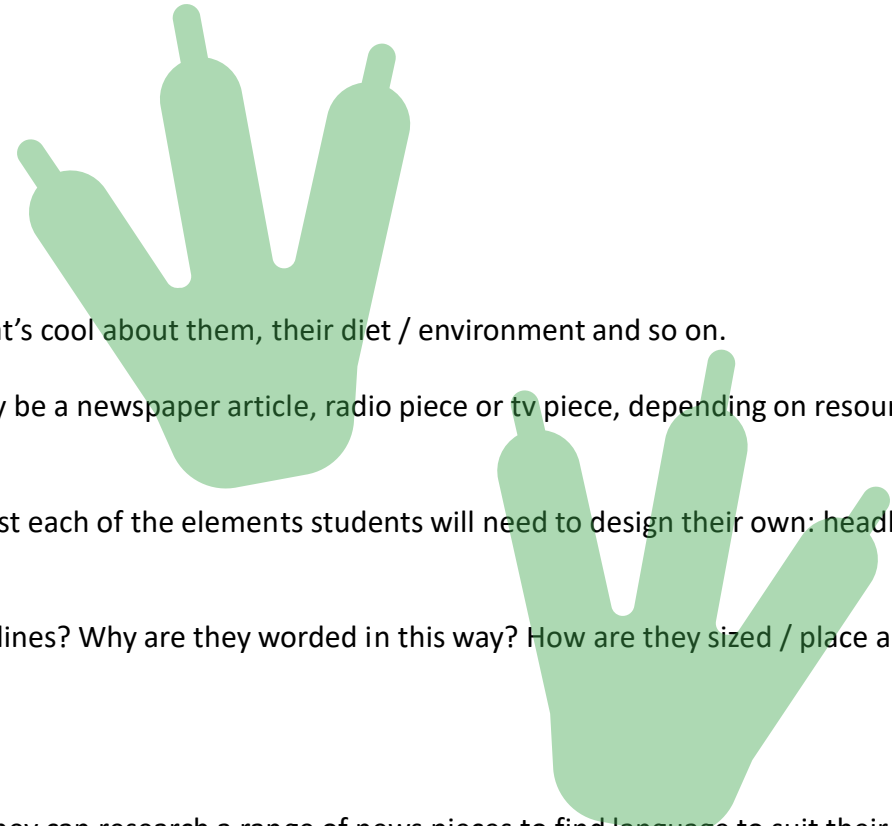 t's cool about them, their diet / environment and so on.
be a newspaper article, radio piece or tv piece, depending on resour
st each of the elements students will need to design their own: headl
lines? Why are they worded in this way? How are they sized / place a
ey can research a range of news pieces to find language to suit their